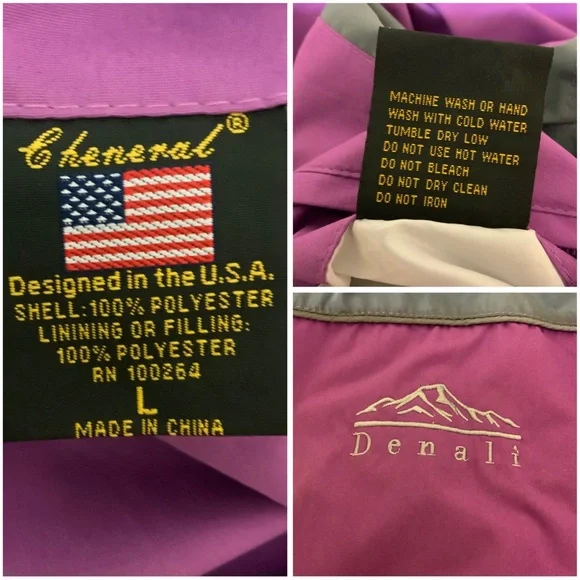 Cheneral®
Designed in the U.S.A.
SHELL:100% POLYESTER
LINING OR FILLING:
100% POLYESTER
RN 100264
L
MADE IN CHINA
MACHINE WASH OR HAND
WASH WITH COLD WATER
TUMBLE DRY LOW
DO NOT USE HOT WATER
DO NOT BLEACH
DO NOT DRY CLEAN
DO NOT IRON
Denali